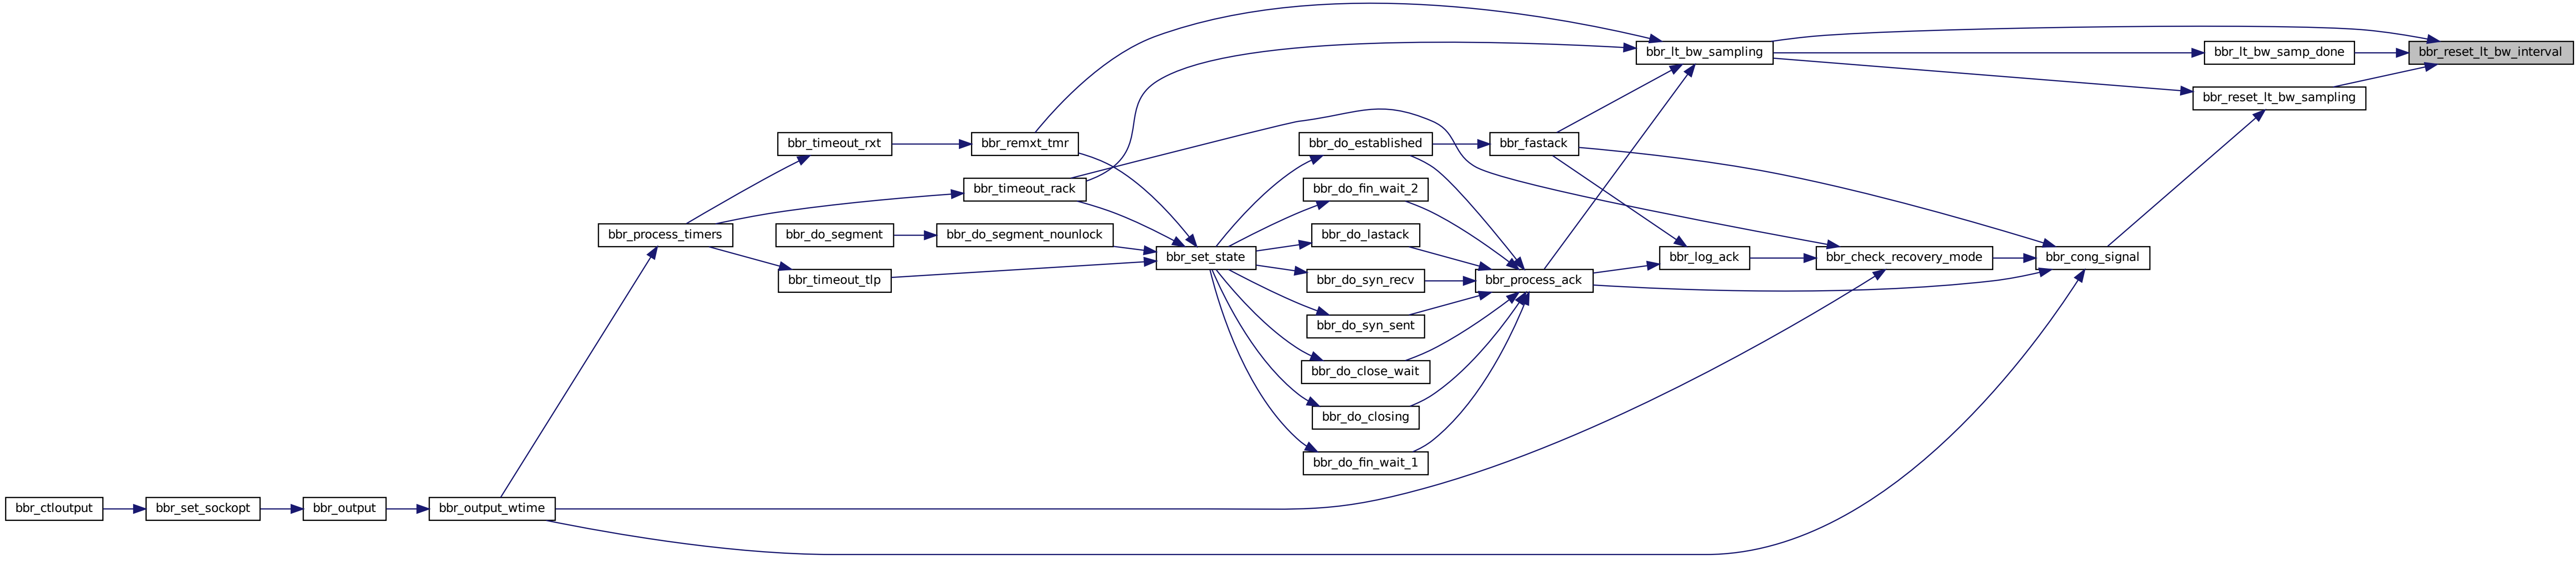 bbr_lt_bw_sampling
bbr_lt_bw_samp_done
bbr_reset_lt_bw_interval
bbr_reset_lt_bw_sampling
bbr_timeout_rxt
bbr_remxt_tmr
bbr_do_established
bbr_fastack
bbr_timeout_rack
bbr_do_fin_wait_2
bbr_process_timers
bbr_do_segment
bbr_do_segment_nounlock
bbr_do_lastack
bbr_set_state
bbr_log_ack
bbr_check_recovery_mode
bbr_cong_signal
bbr_timeout_tlp
bbr_do_syn_recv
bbr_process_ack
bbr_do_syn_sent
bbr_do_close_wait
bbr_do_closing
bbr_do_fin_wait_1
bbr_ctloutput
bbr_set_sockopt
bbr_output
bbr_output_wtime